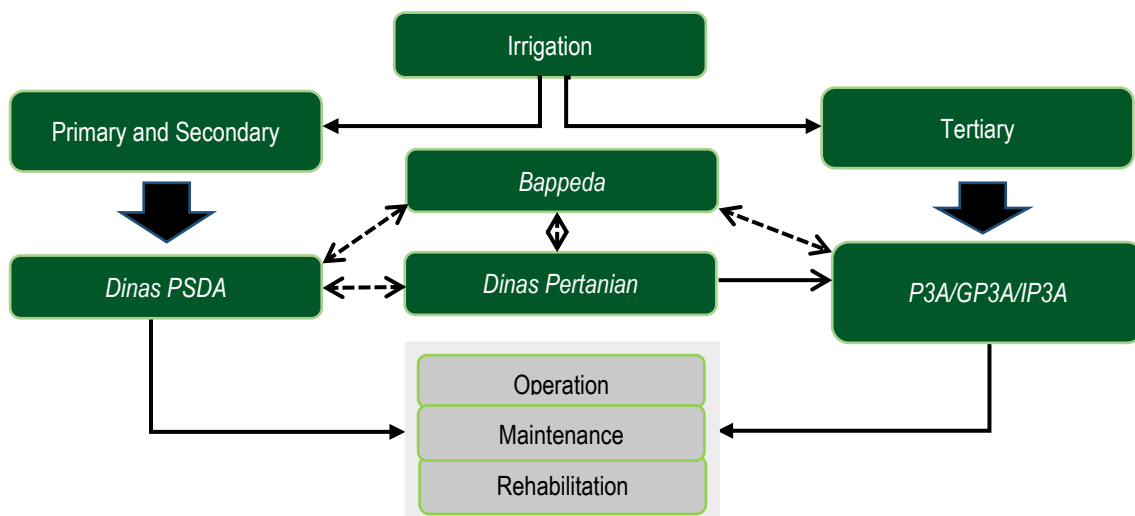 Irrigation
Primary and Secondary
Tertiary
Bappeda
Dinas PSDA
Dinas Pertanian
P3A/GP3A/IP3A
Operation
Maintenance
Rehabilitation